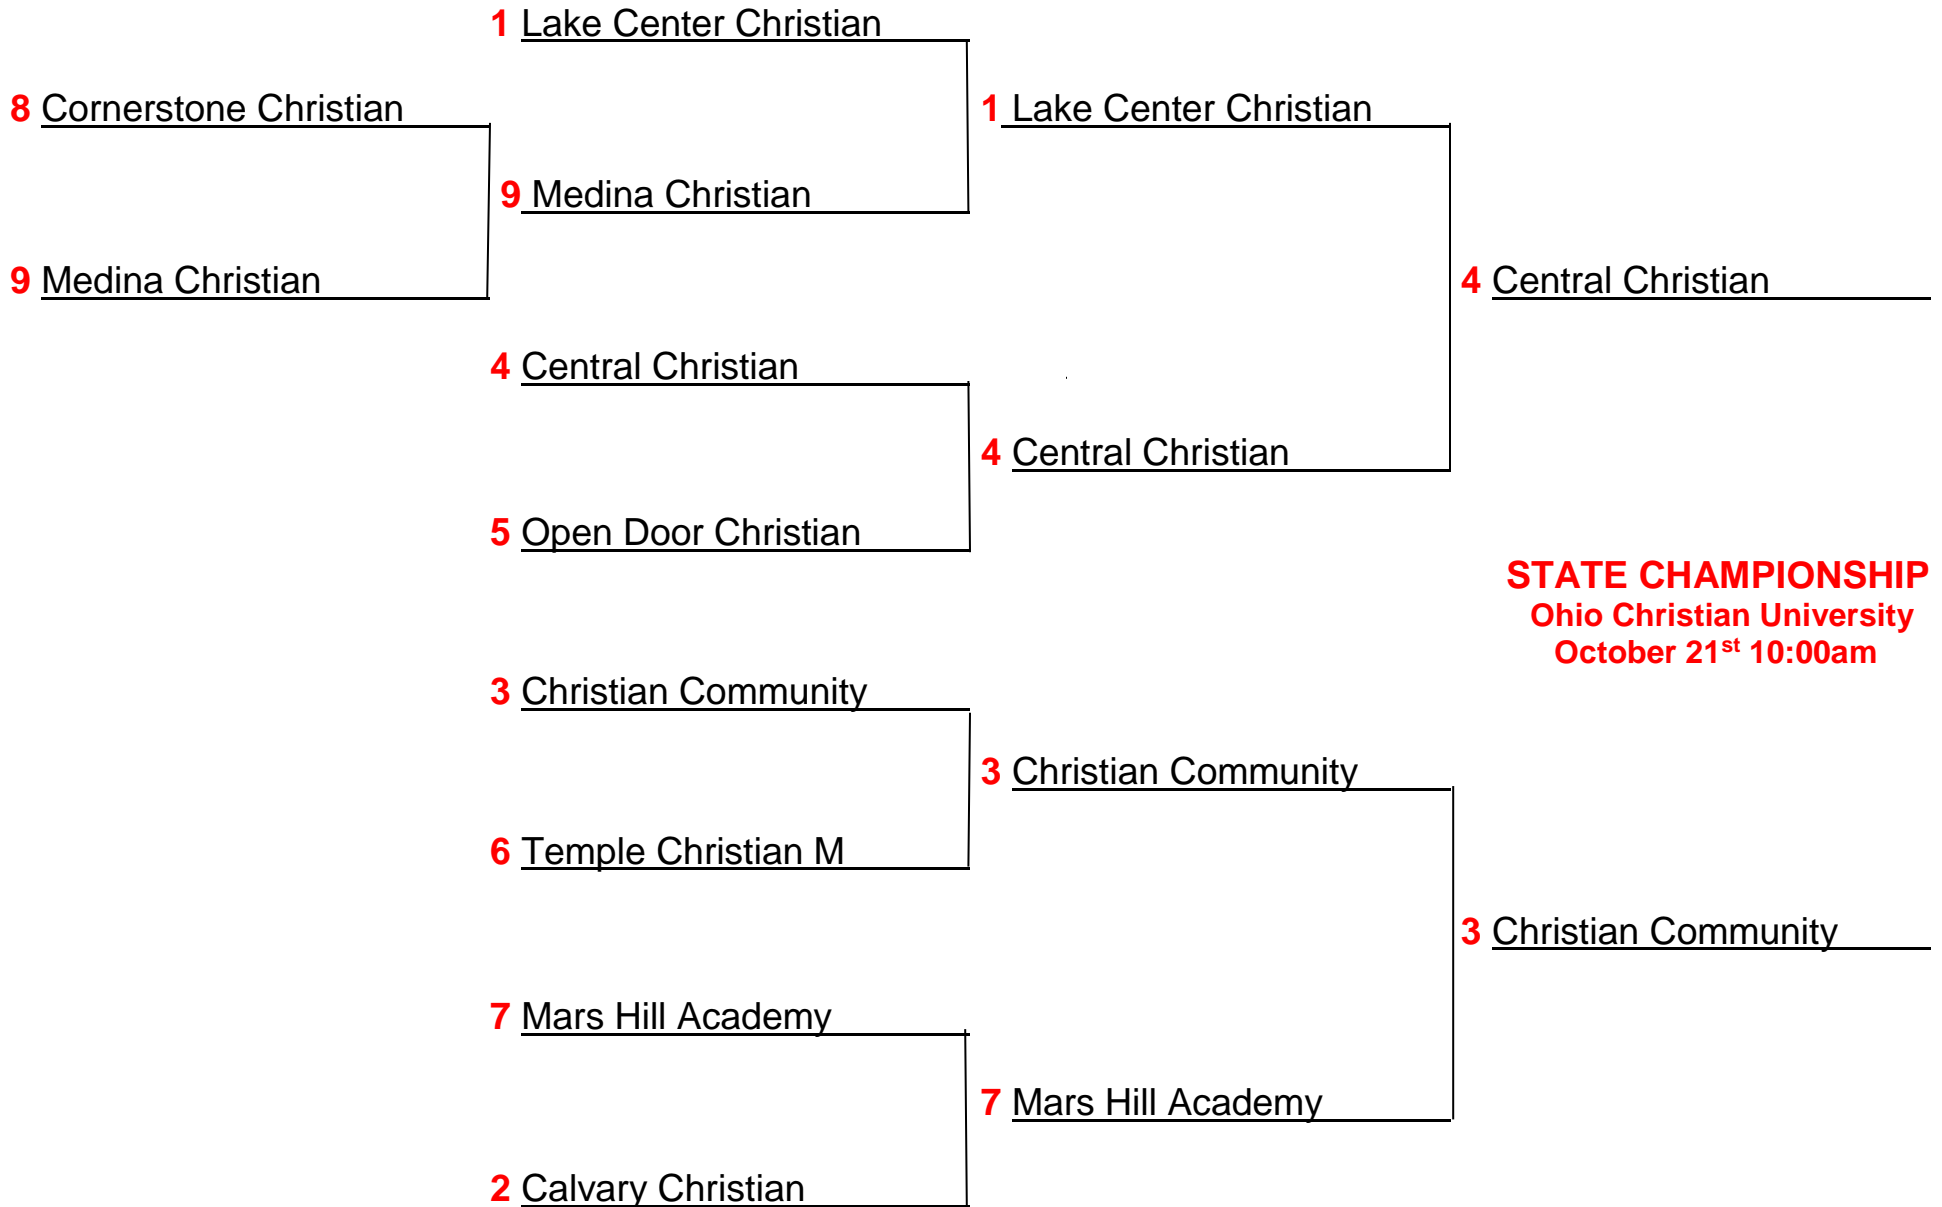 1 Lake Center Christian
8 Cornerstone Christian
1 Lake Center Christian
9 Medina Christian
9 Medina Christian
4 Central Christian
4 Central Christian
4 Central Christian
5 Open Door Christian
STATE CHAMPIONSHIP
Ohio Christian University
October 21st 10:00am
3 Christian Community
3 Christian Community
6 Temple Christian M
3 Christian Community
7 Mars Hill Academy
7 Mars Hill Academy
2 Calvary Christian